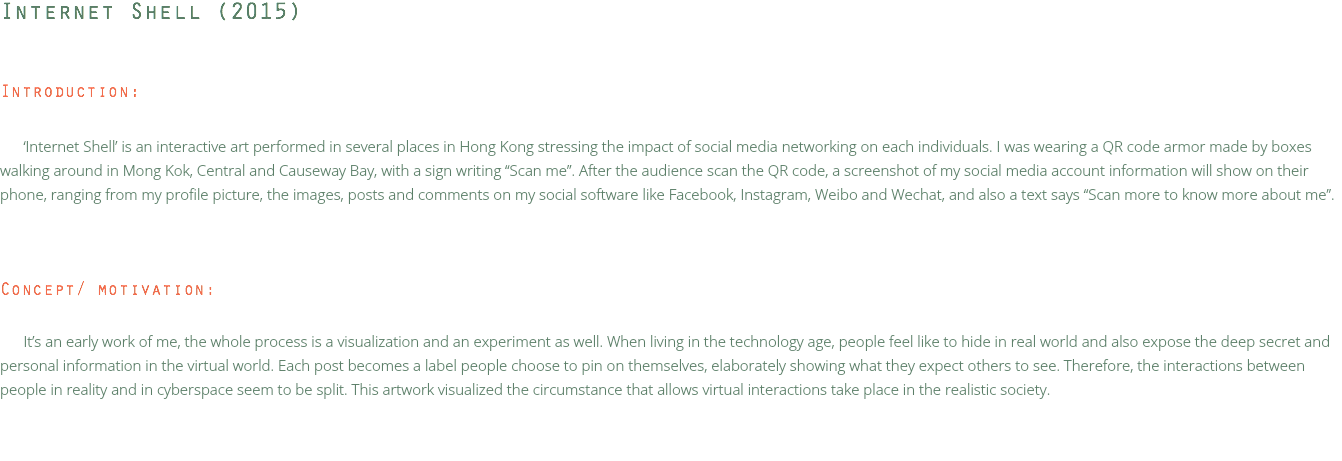 Internet Shell (2015)
Introduction:
‘Internet Shell’ is an interactive art performed in several places in Hong Kong stressing the impact of social media networking on each individuals. I was wearing a QR code armor made by boxes
walking around in Mong Kok, Central and Causeway Bay, with a sign writing “Scan me”. After the audience scan the QR code, a screenshot of my social media account information will show on their
phone, ranging from my profile picture, the images, posts and comments on my social software like Facebook, Instagram, Weibo and Wechat, and also a text says “Scan more to know more about me”.
Concept/ motivation:
It’s an early work of me, the whole process is a visualization and an experiment as well. When living in the technology age, people feel like to hide in real world and also expose the deep secret and
personal information in the virtual world. Each post becomes a label people choose to pin on themselves, elaborately showing what they expect others to see. Therefore, the interactions between
people in reality and in cyberspace seem to be split. This artwork visualized the circumstance that allows virtual interactions take place in the realistic society.